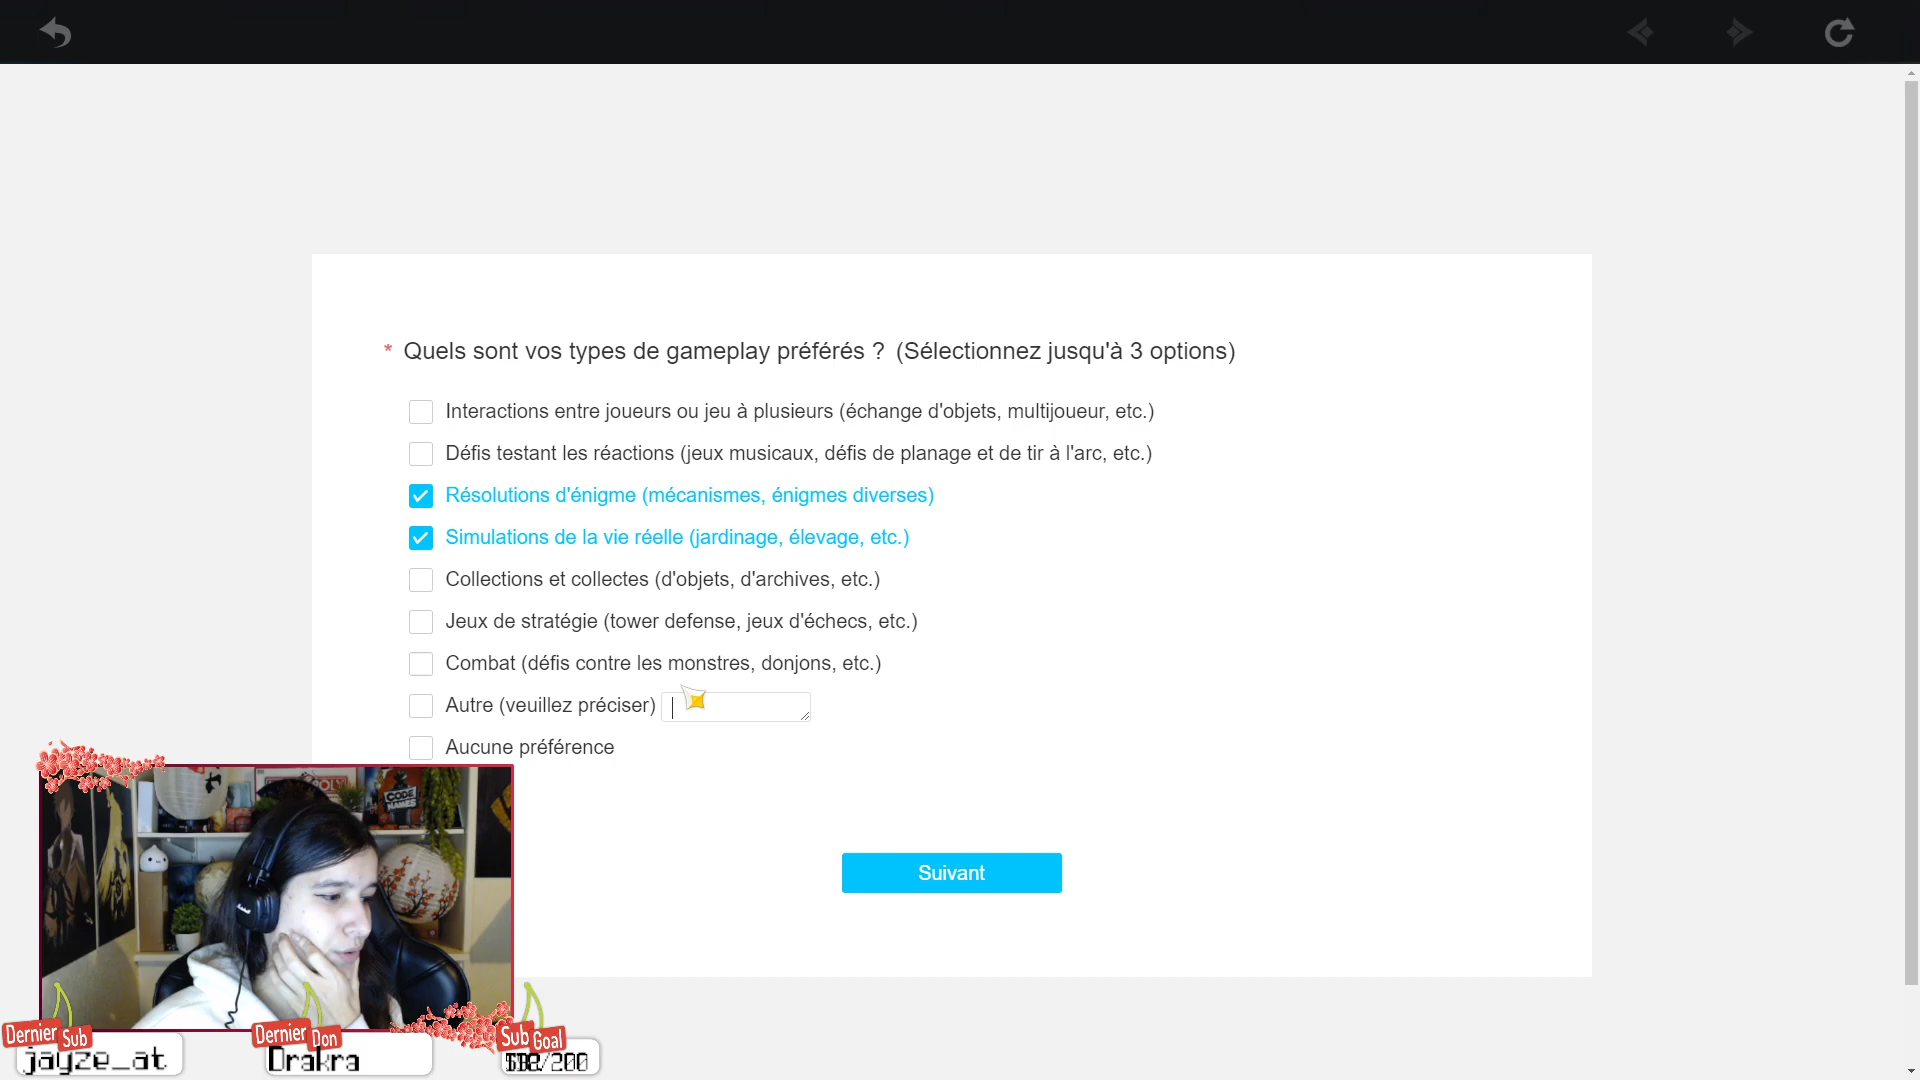 * Quels sont vos types de gameplay préférés ? (Sélectionnez jusqu'à 3 options)
Interactions entre joueurs ou jeu à plusieurs (échange d'objets, multijoueur, etc.)
Défis testant les réactions (jeux musicaux, défis de planage et de tir à l'arc, etc.)
Résolutions d'énigme (mécanismes, énigmes diverses)
Simulations de la vie réelle (jardinage, élevage, etc.)
Collections et collectes (d'objets, d'archives, etc.)
Jeux de stratégie (tower defense, jeux d'échecs, etc.)
Combat (défis contre les monstres, donjons, etc.)
Autre (veuillez préciser)
Aucune préférence
Suivant
CODE
NAMES
Dernier Sub
jayze_at
Dernier Don
Drakra
Sub Goal
/200